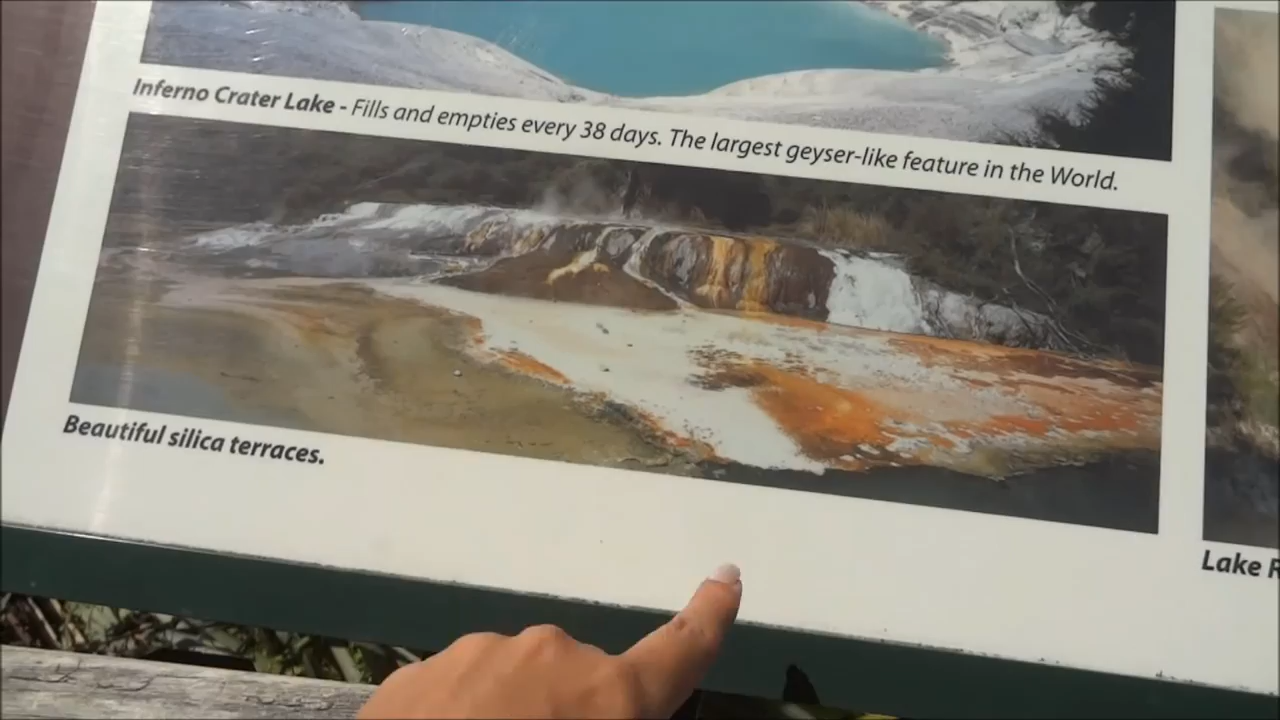 Inferno Crater Lake - Fills and empties every 38 days. The largest geyser-like feature in the World.
Beautiful silica terraces.
Lake